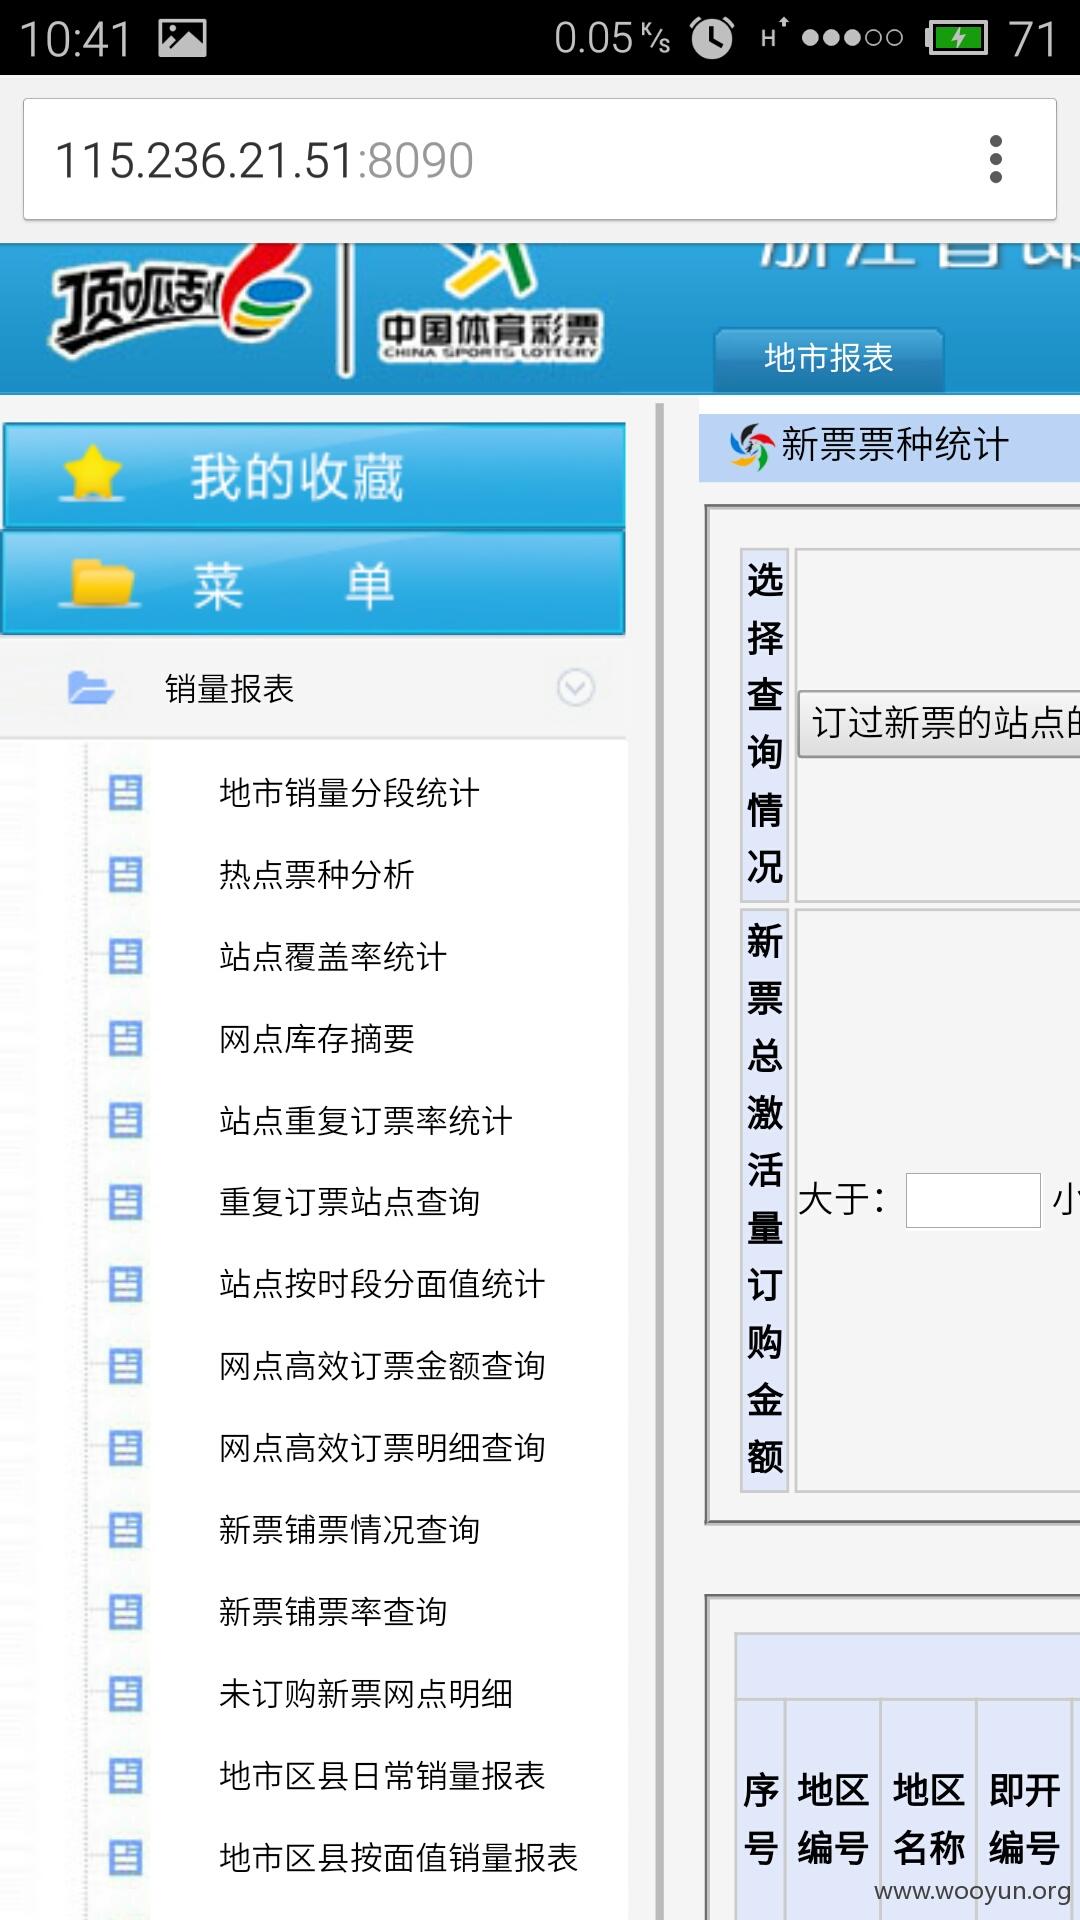 10:41
0.05 K/s H 71
115.236.21.51:8090
顶呱刮
中国体育彩票
CHINA SPORTS LOTTERY
浙江省
地市报表
我的收藏
菜 单
销量报表
地市销量分段统计
热点票种分析
站点覆盖率统计
网点库存摘要
站点重复订票率统计
重复订票站点查询
站点按时段分面值统计
网点高效订票金额查询
网点高效订票明细查询
新票铺票情况查询
新票铺票率查询
未订购新票网点明细
地市区县日常销量报表
地市区县按面值销量报表
新票票种统计
选择查询情况
订过新票的站点的
新票总激活量订购金额
大于: 小
序号
地区编号
地区名称
即开编号
www.wooyun.org